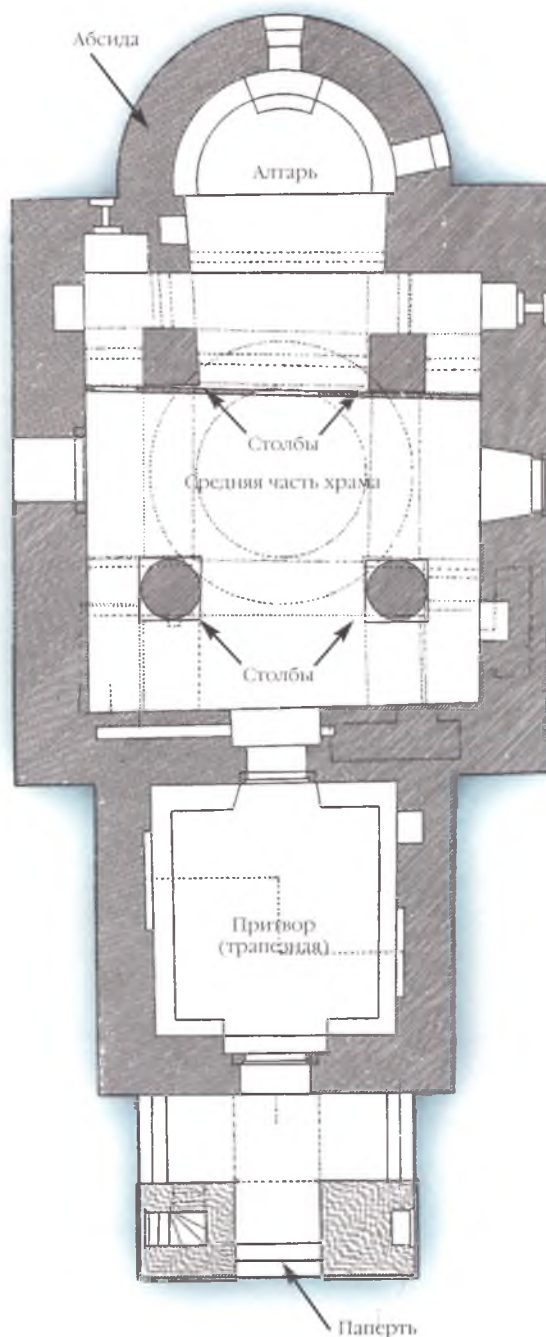 Абсида
Алтарь
Столбы
Средняя часть храма
Столбы
Притвор
(трапезная)
Паперть